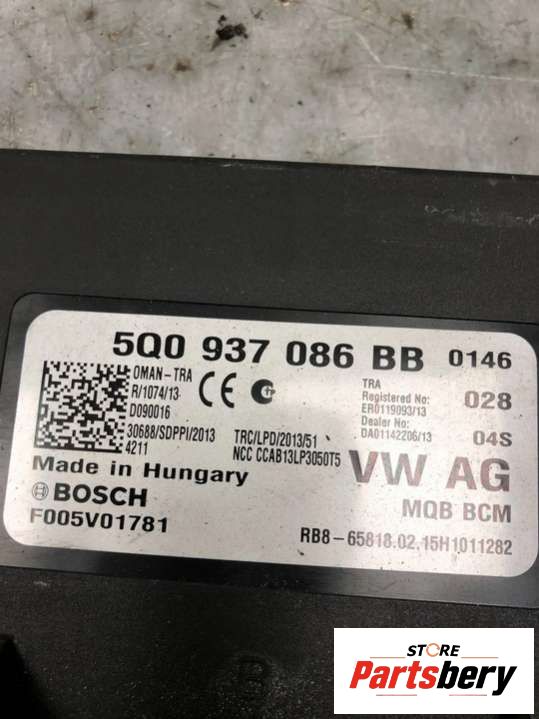 5Q0 937 086 BB 0146
OMAN-TRA
R/1074/13
D090016
30688/SDPPI/2013
4211
CE
TRC/LPD/2013/51
NCC CCAB13LP3050T5
TRA
Registered No:
ER0119093/13
Dealer No:
DA01142206/13
028
04S
Made in Hungary
VW AG
BOSCH
MQB BCM
F005V01781
RB8-65818.02.15H1011282
STORE
Partsbery